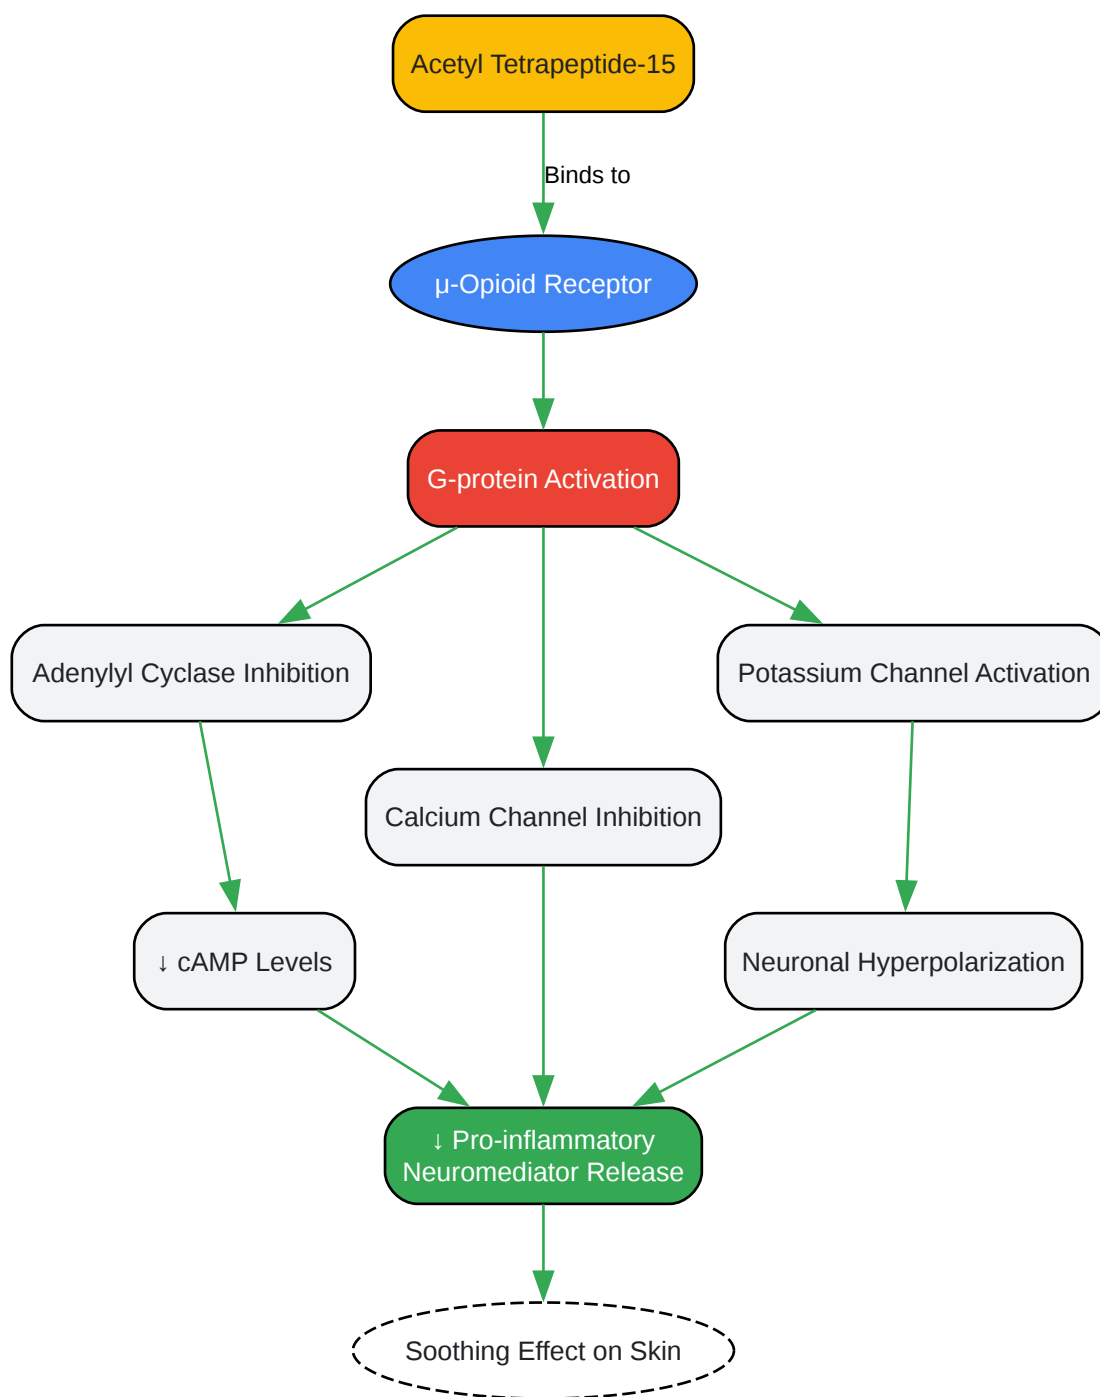 Acetyl Tetrapeptide-15
Binds to
μ-Opioid Receptor
G-protein Activation
Adenylyl Cyclase Inhibition
Potassium Channel Activation
Calcium Channel Inhibition
↓ cAMP Levels
Neuronal Hyperpolarization
↓ Pro-inflammatory
Neuromediator Release
Soothing Effect on Skin